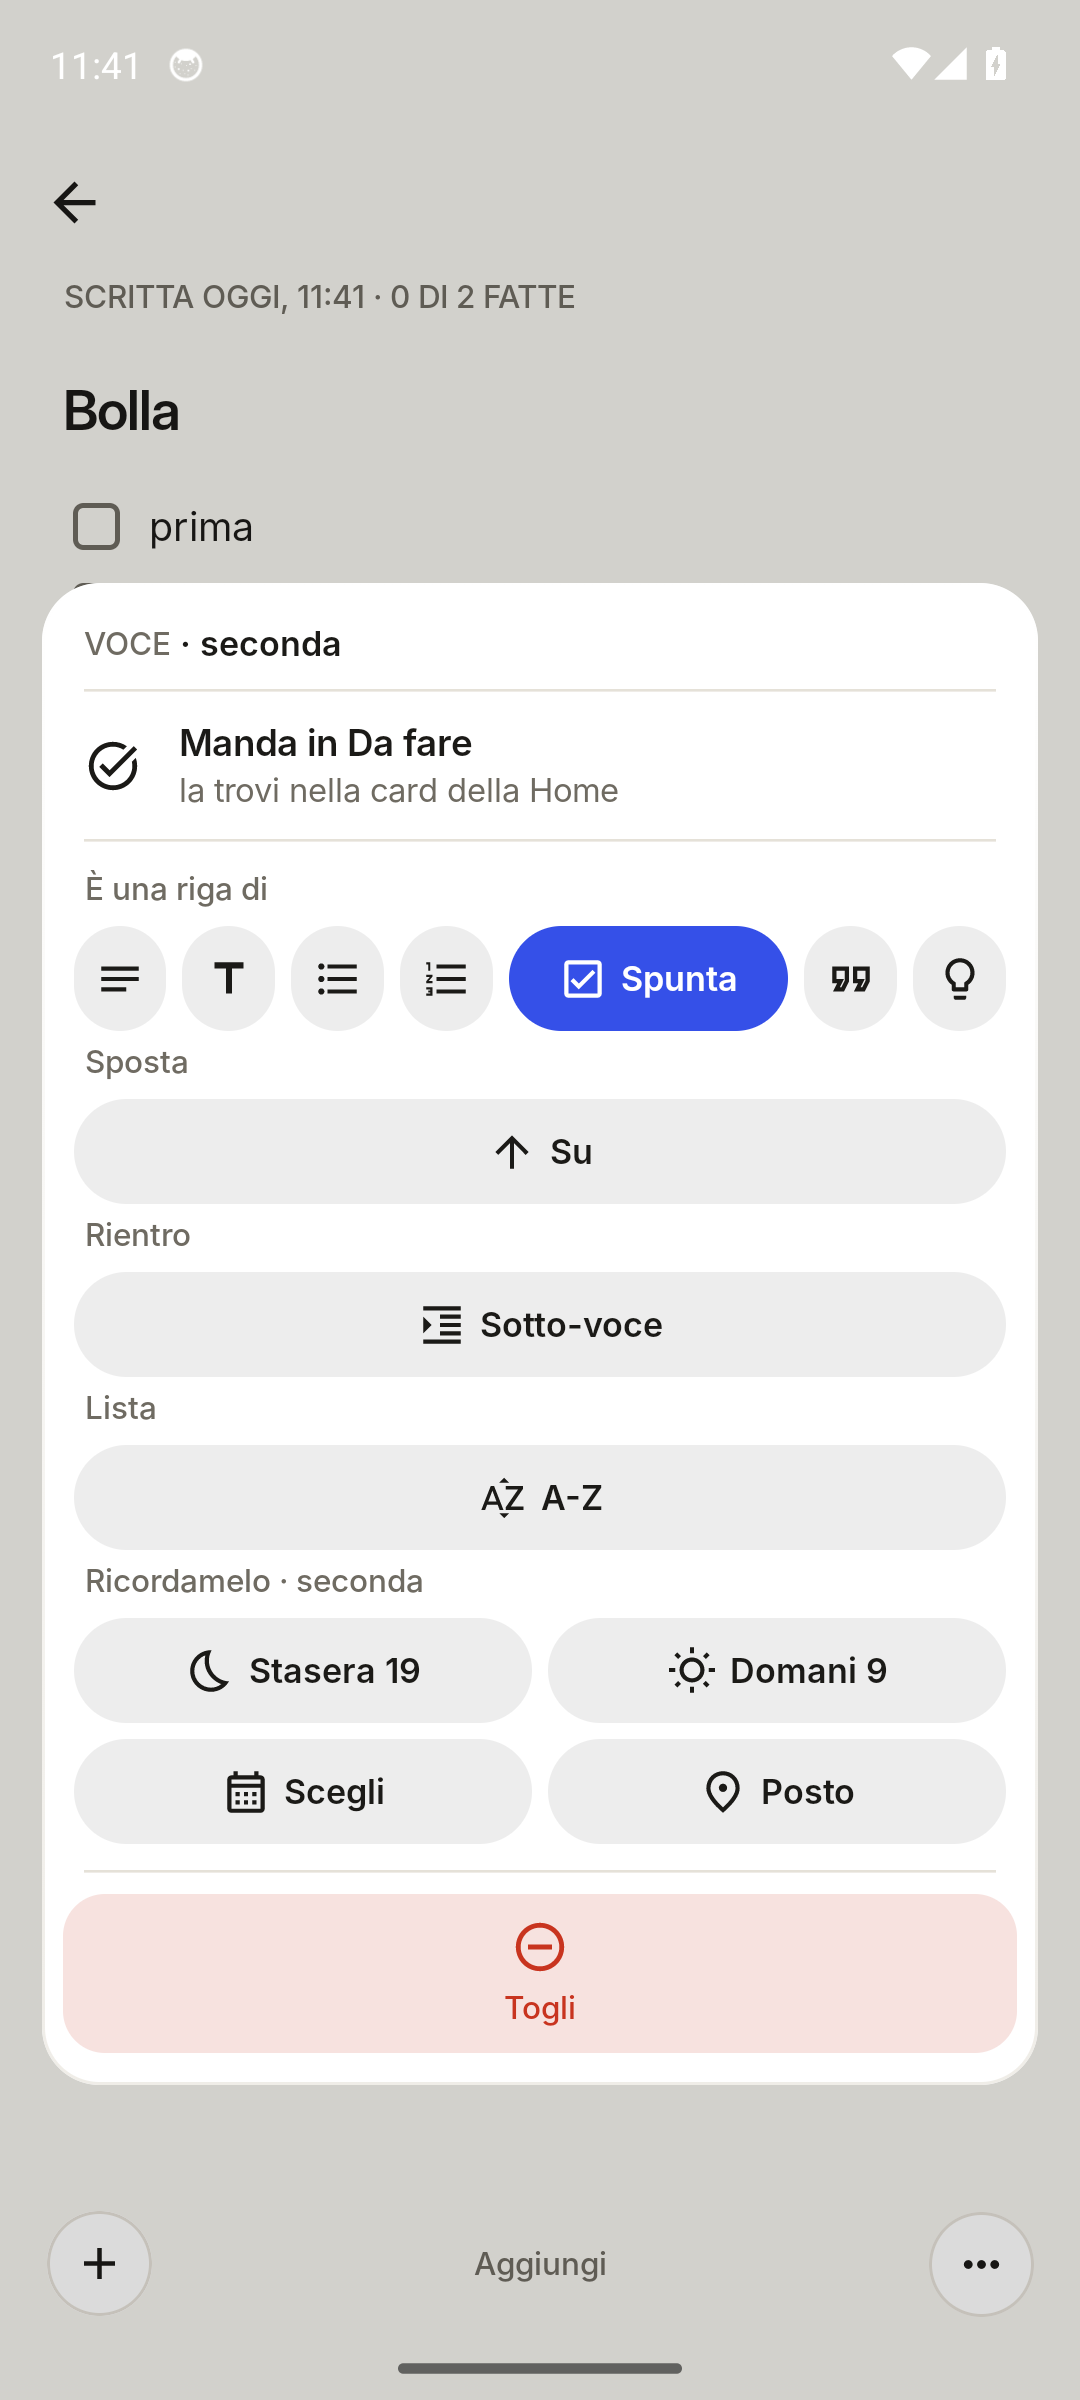 11:41
SCRITTA OGGI, 11:41 · 0 DI 2 FATTE
Bolla
prima
VOCE · seconda
Manda in Da fare
la trovi nella card della Home
È una riga di
Spunta
Sposta
Su
Rientro
Sotto-voce
Lista
A-Z
Ricordamelo · seconda
Stasera 19
Domani 9
Scegli
Posto
Togli
Aggiungi